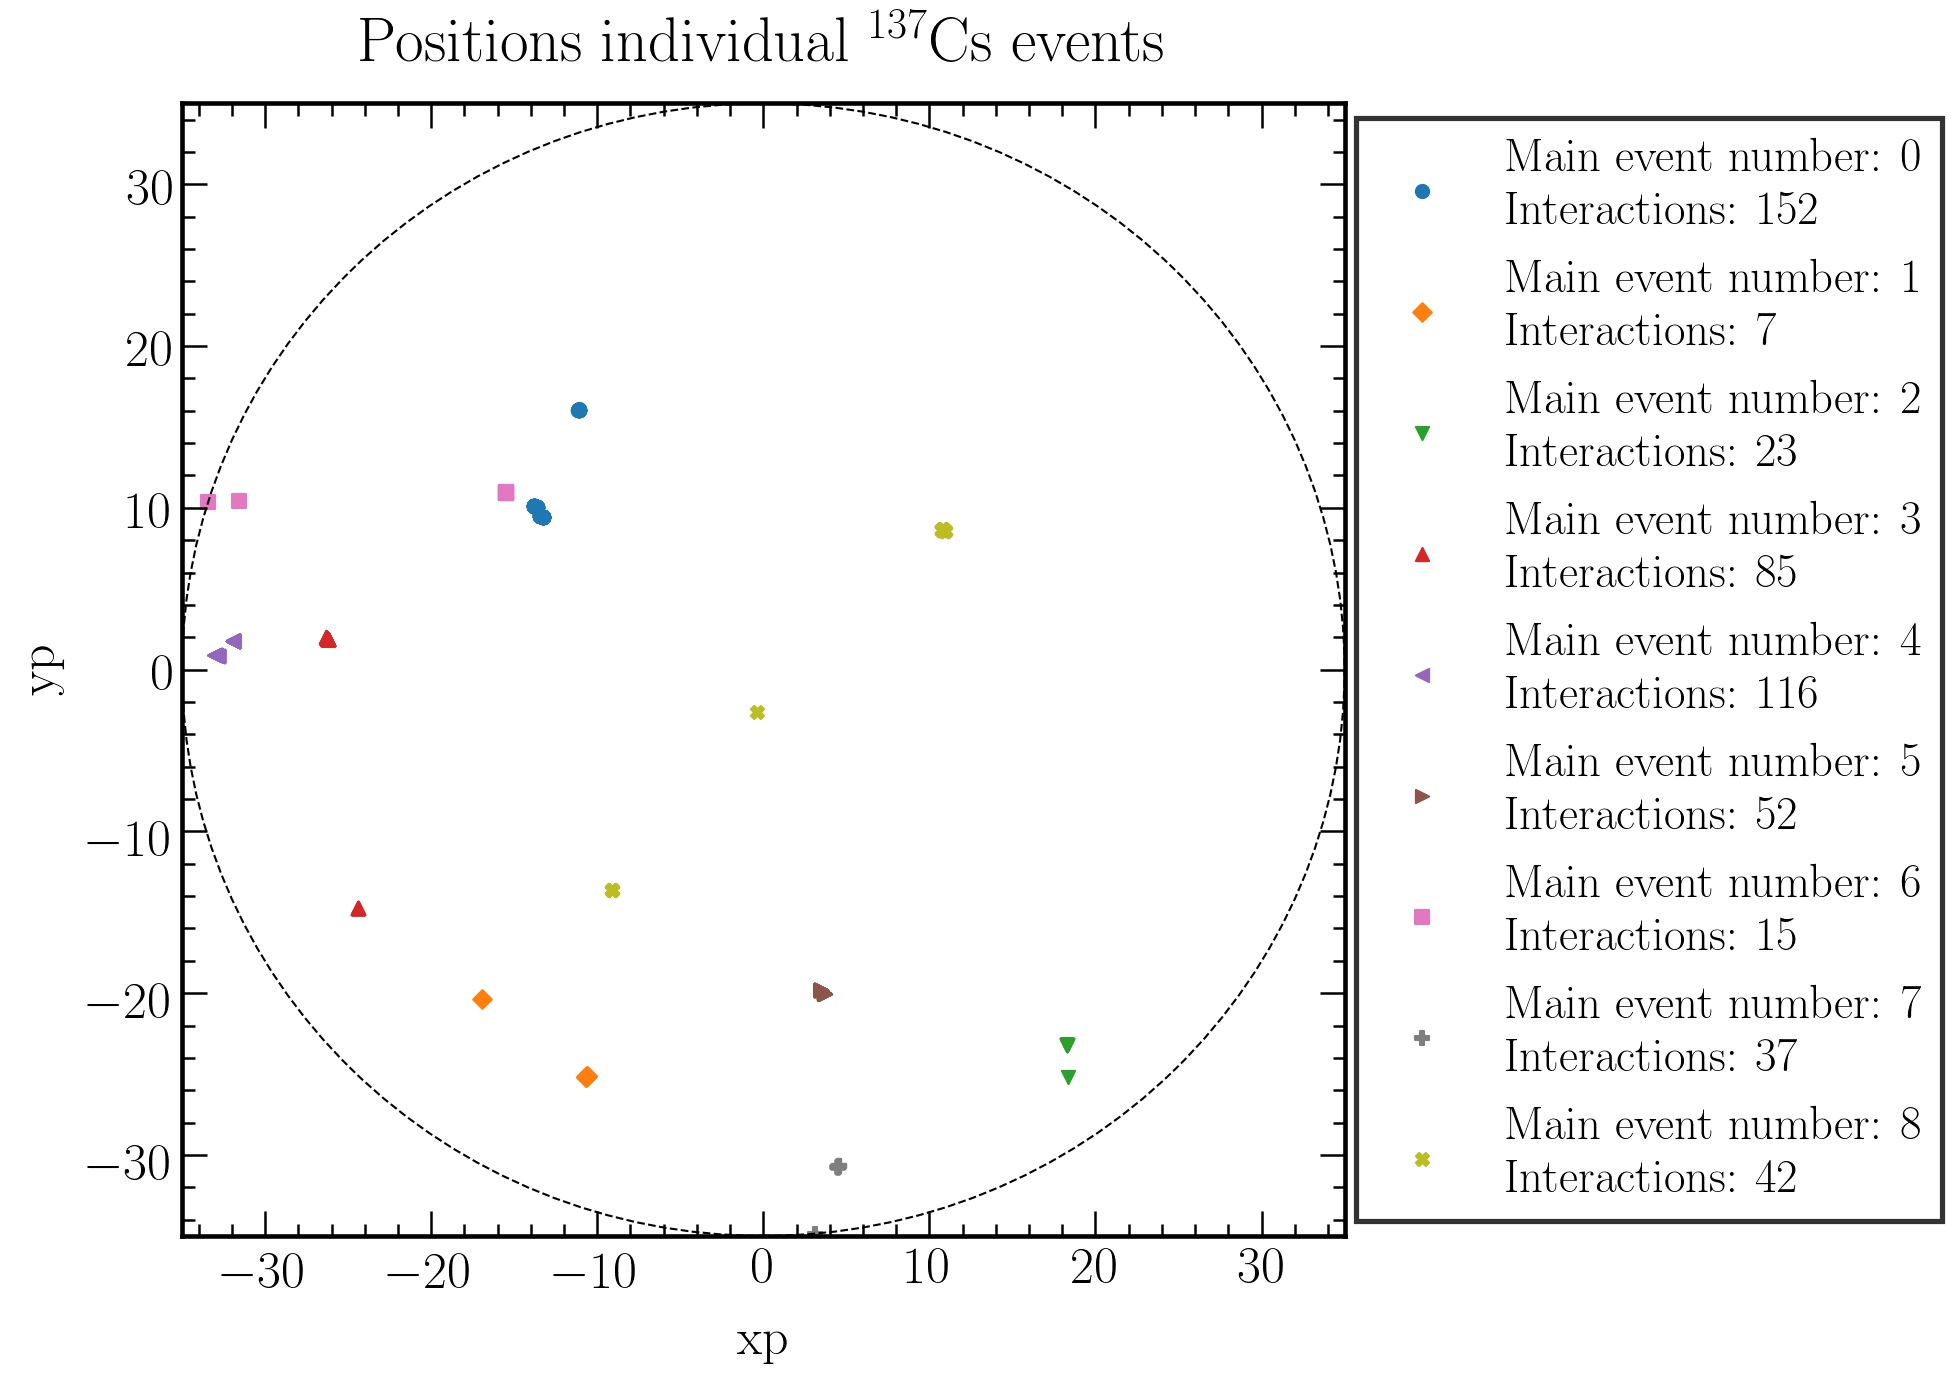 Positions individual ¹³⁷Cs events
30
20
10
0
−10
−20
−30
yp
−30
−20
−10
0
10
20
30
xp
Main event number: 0
Interactions: 152
Main event number: 1
Interactions: 7
Main event number: 2
Interactions: 23
Main event number: 3
Interactions: 85
Main event number: 4
Interactions: 116
Main event number: 5
Interactions: 52
Main event number: 6
Interactions: 15
Main event number: 7
Interactions: 37
Main event number: 8
Interactions: 42